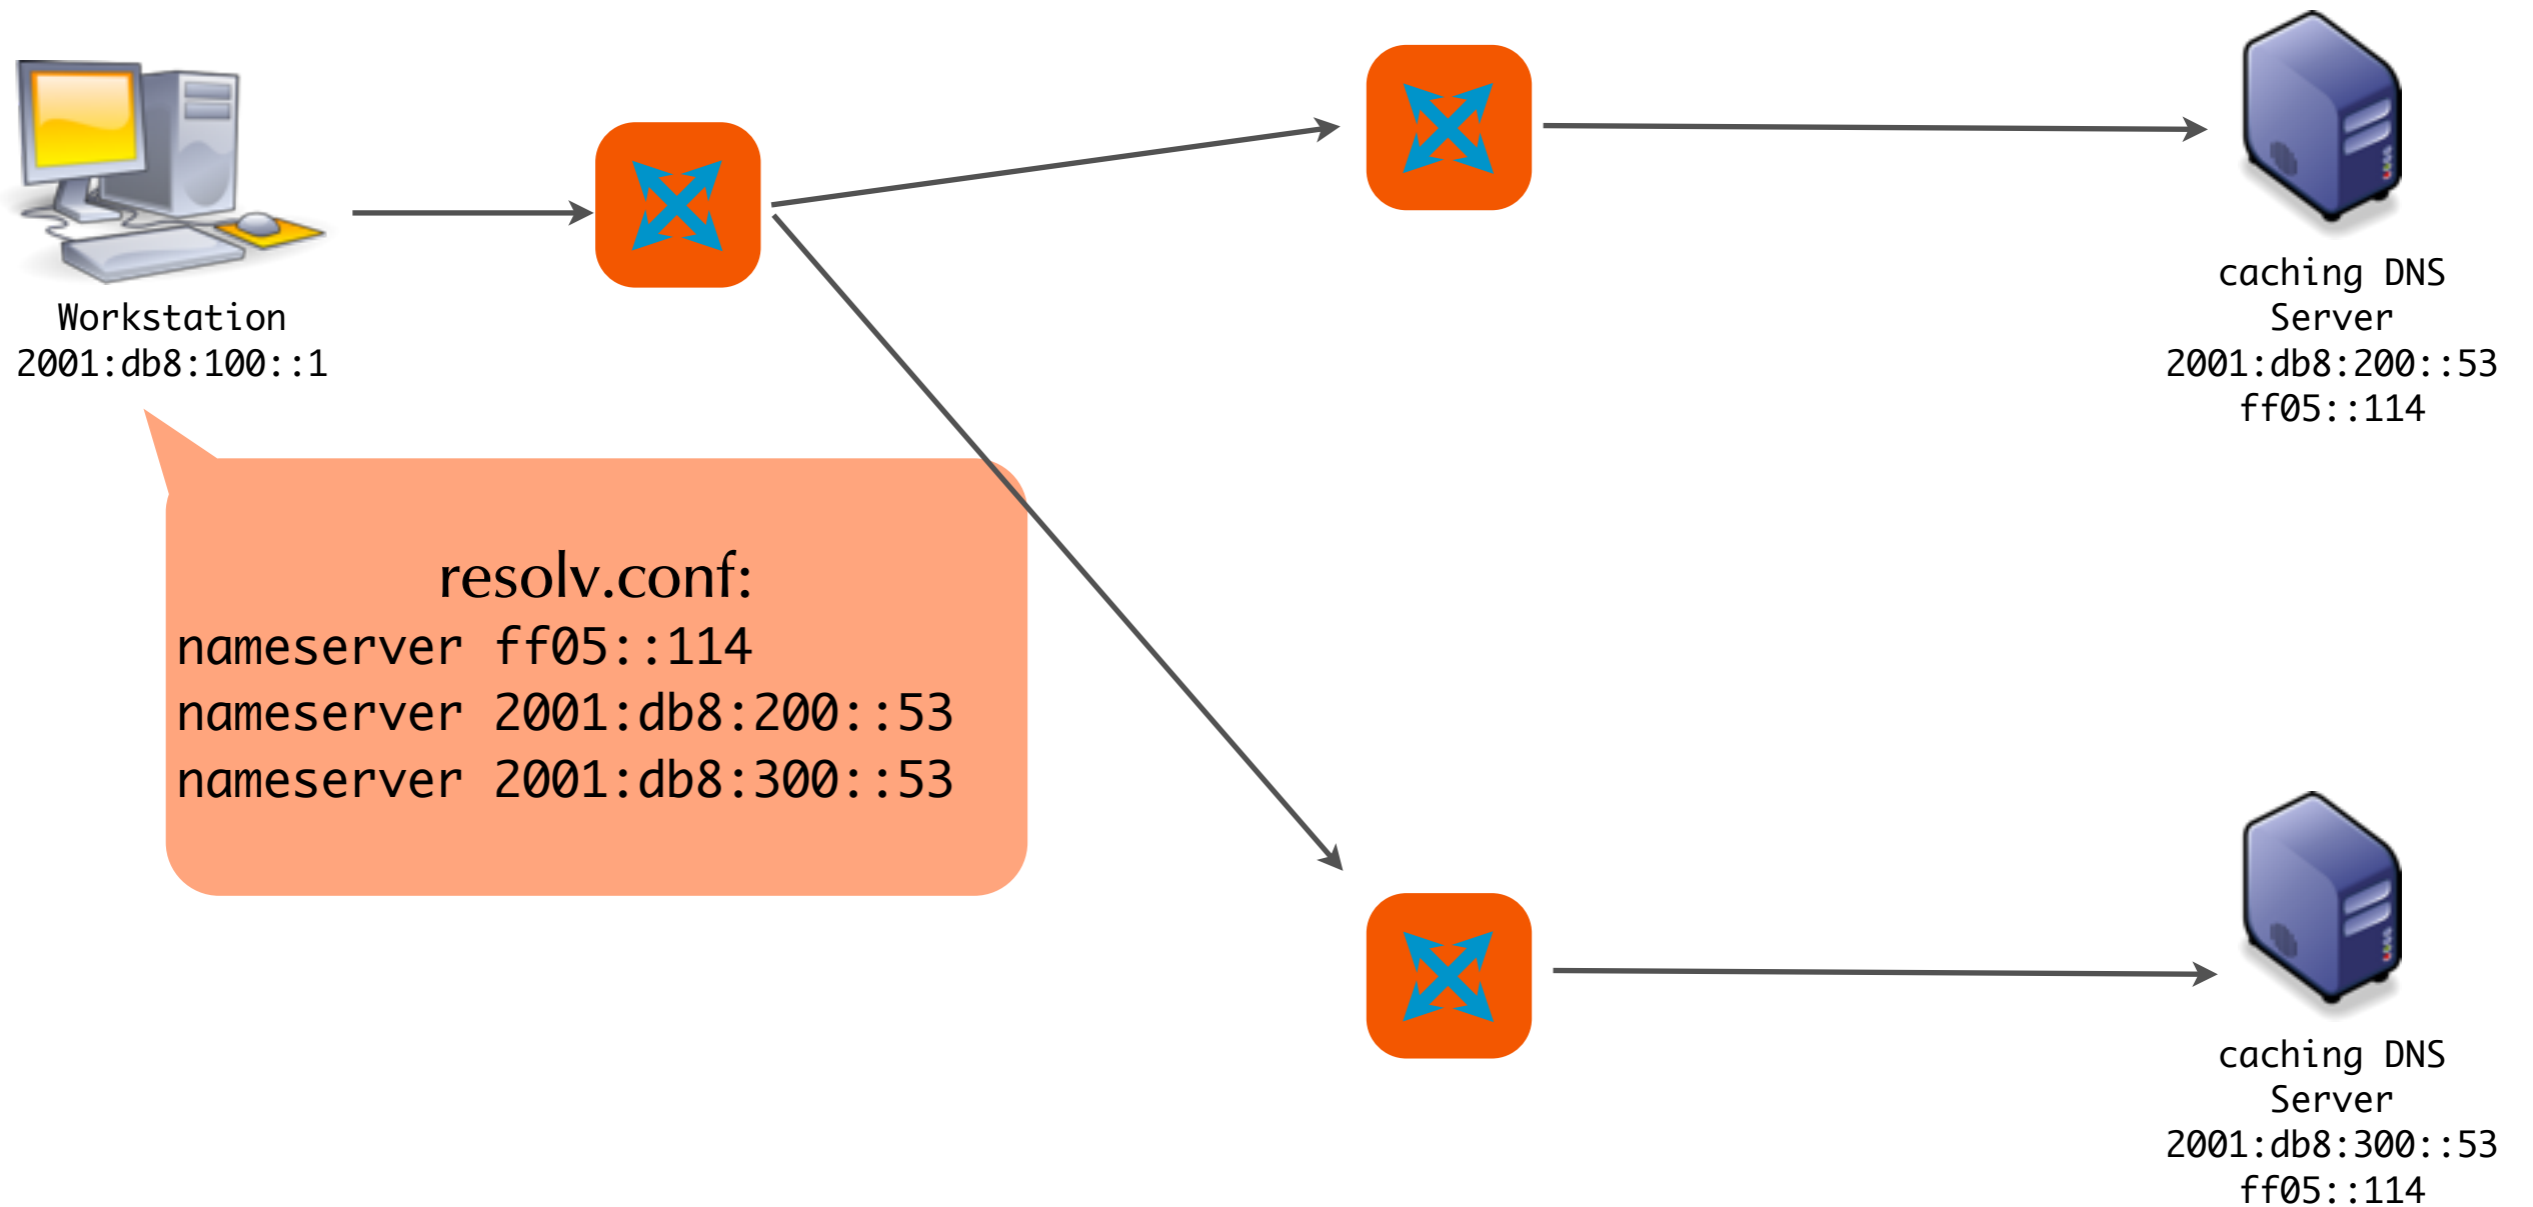 Workstation
2001:db8:100::1
caching DNS
Server
2001:db8:200::53
ff05::114
resolv.conf:
nameserver ff05::114
nameserver 2001:db8:200::53
nameserver 2001:db8:300::53
caching DNS
Server
2001:db8:300::53
ff05::114